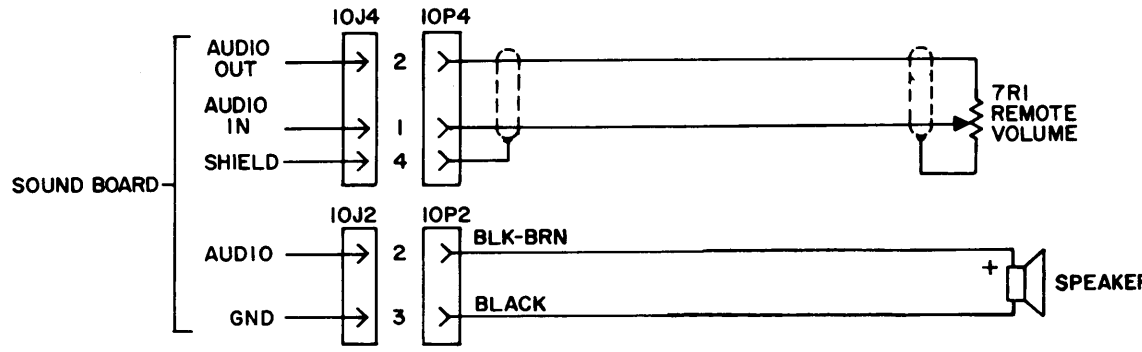 10J4 10P4
AUDIO
OUT
2
AUDIO
IN
1
SHIELD
4
7R1
REMOTE
VOLUME
SOUND BOARD
10J2 10P2
AUDIO
2
BLK-BRN
+
SPEAKER
GND
3
BLACK